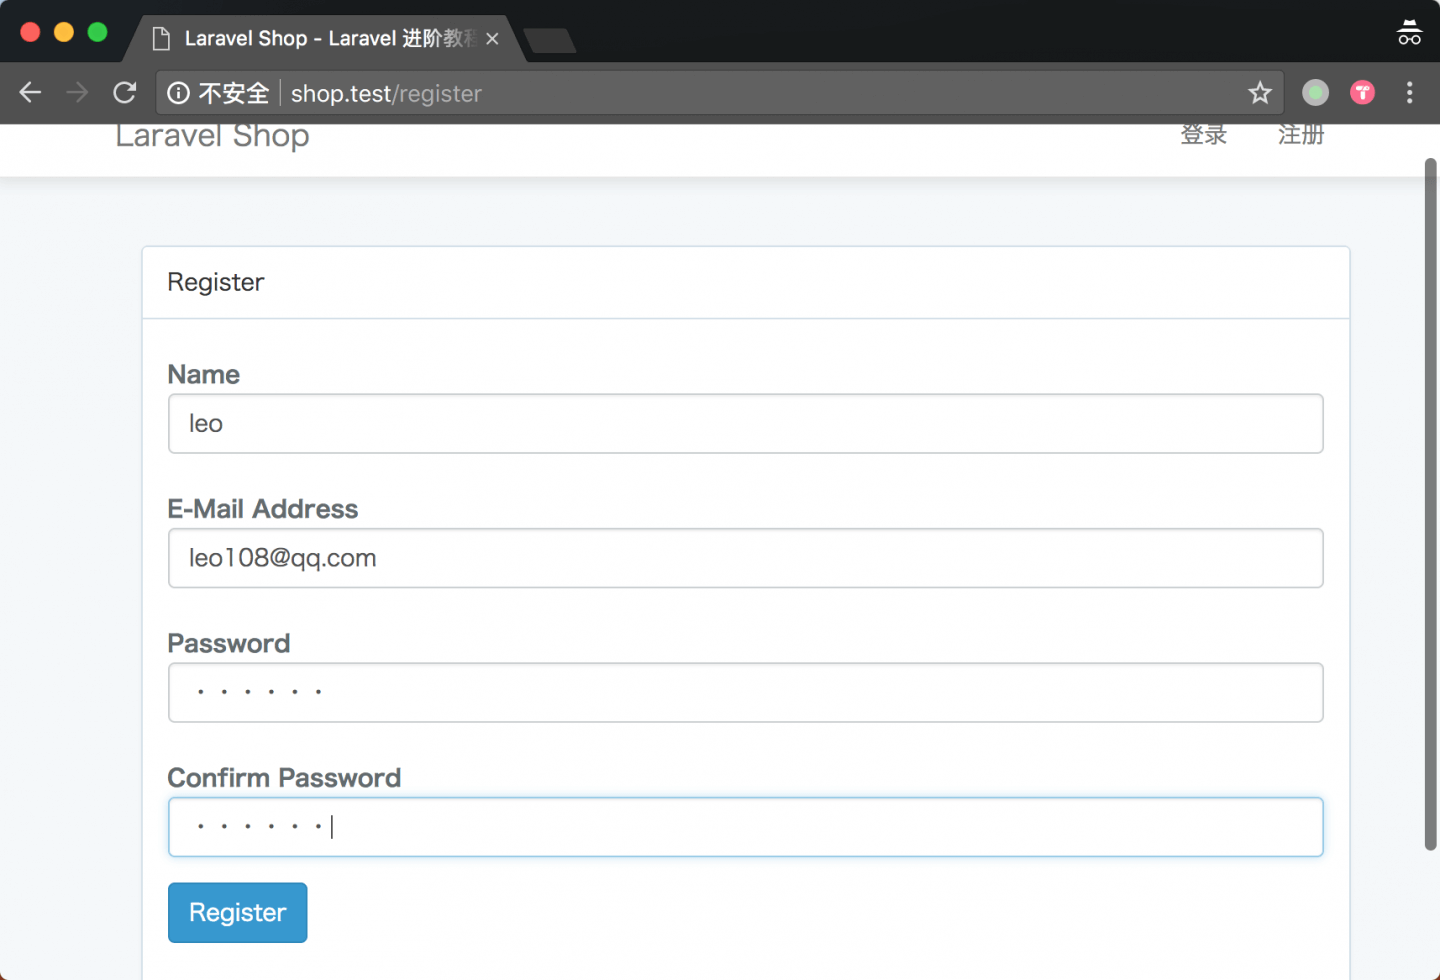 Laravel Shop - Laravel 进阶教程
不安全 shop.test/register
Laravel Shop 登录 注册
Register
Name
leo
E-Mail Address
leo108@qq.com
Password
······
Confirm Password
······
Register